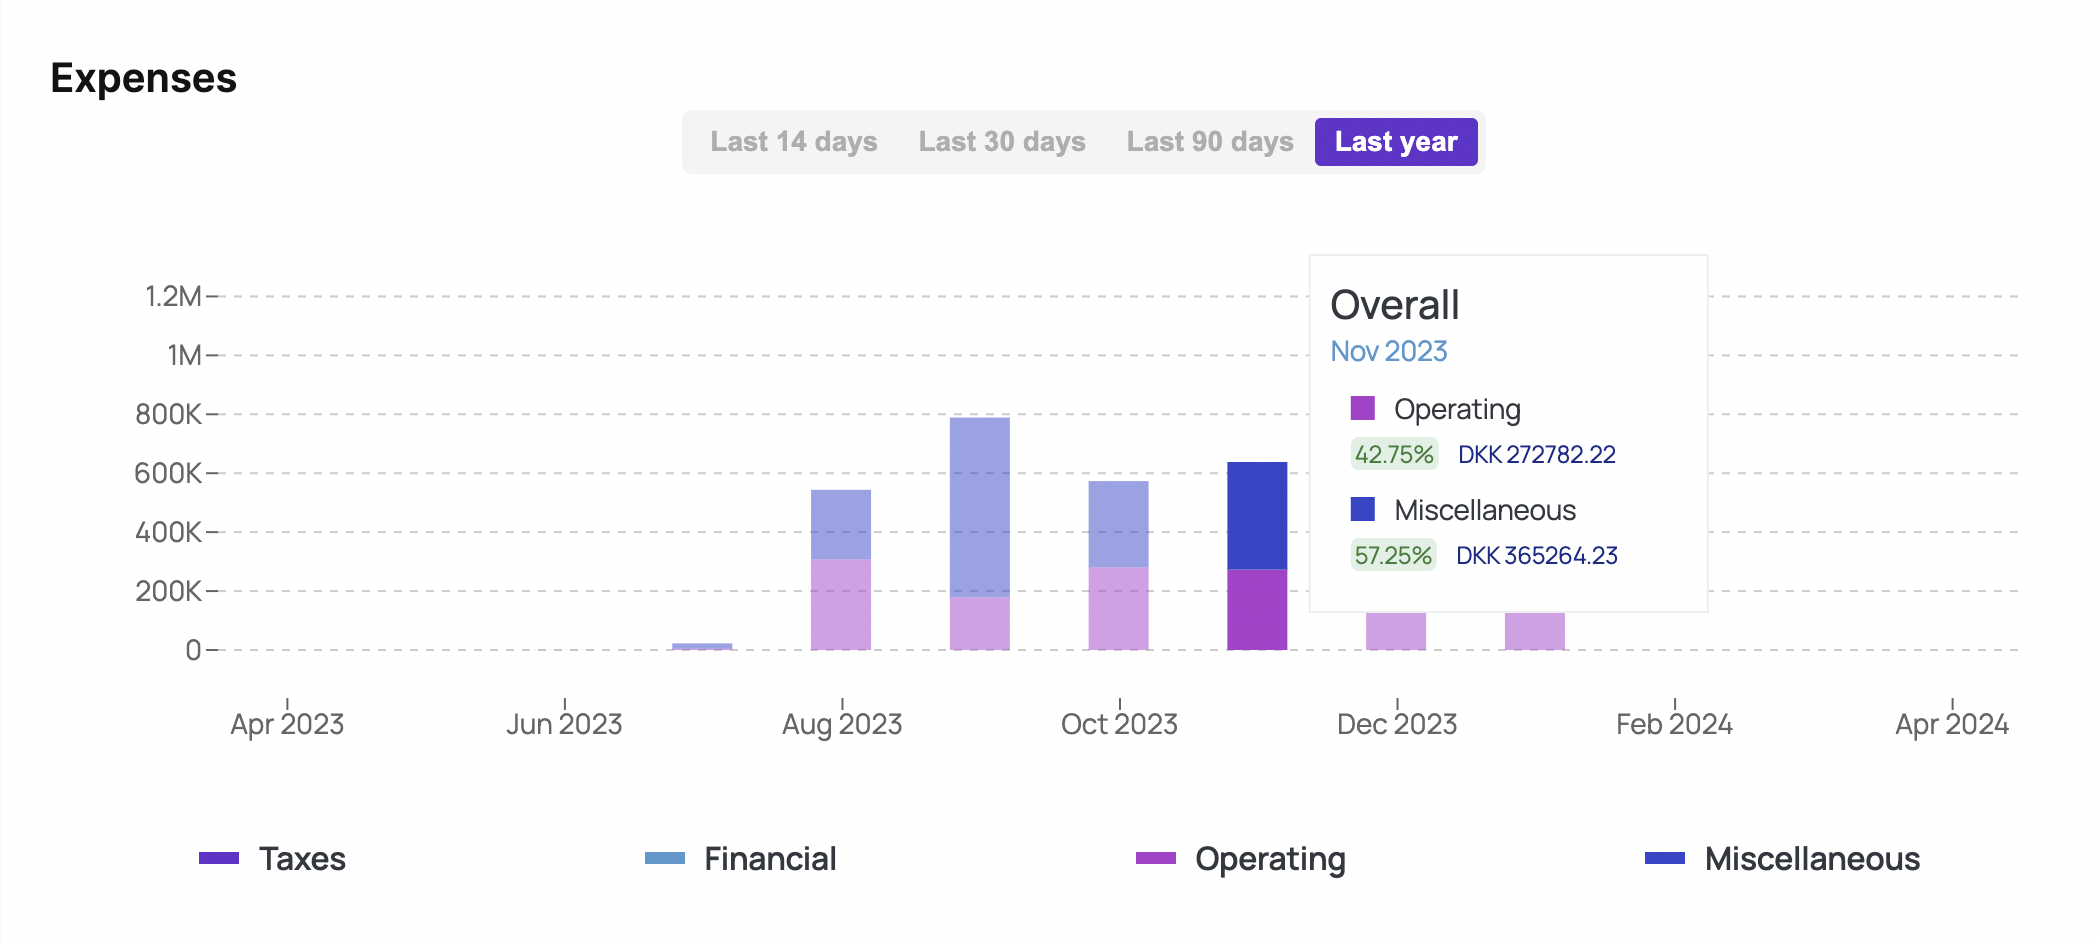 Expenses
Last 14 days Last 30 days Last 90 days Last year
1.2M
1M
800K
600K
400K
200K
0
Overall
Nov 2023
Operating
42.75% DKK 272782.22
Miscellaneous
57.25% DKK 365264.23
Apr 2023 Jun 2023 Aug 2023 Oct 2023 Dec 2023 Feb 2024 Apr 2024
Taxes Financial Operating Miscellaneous